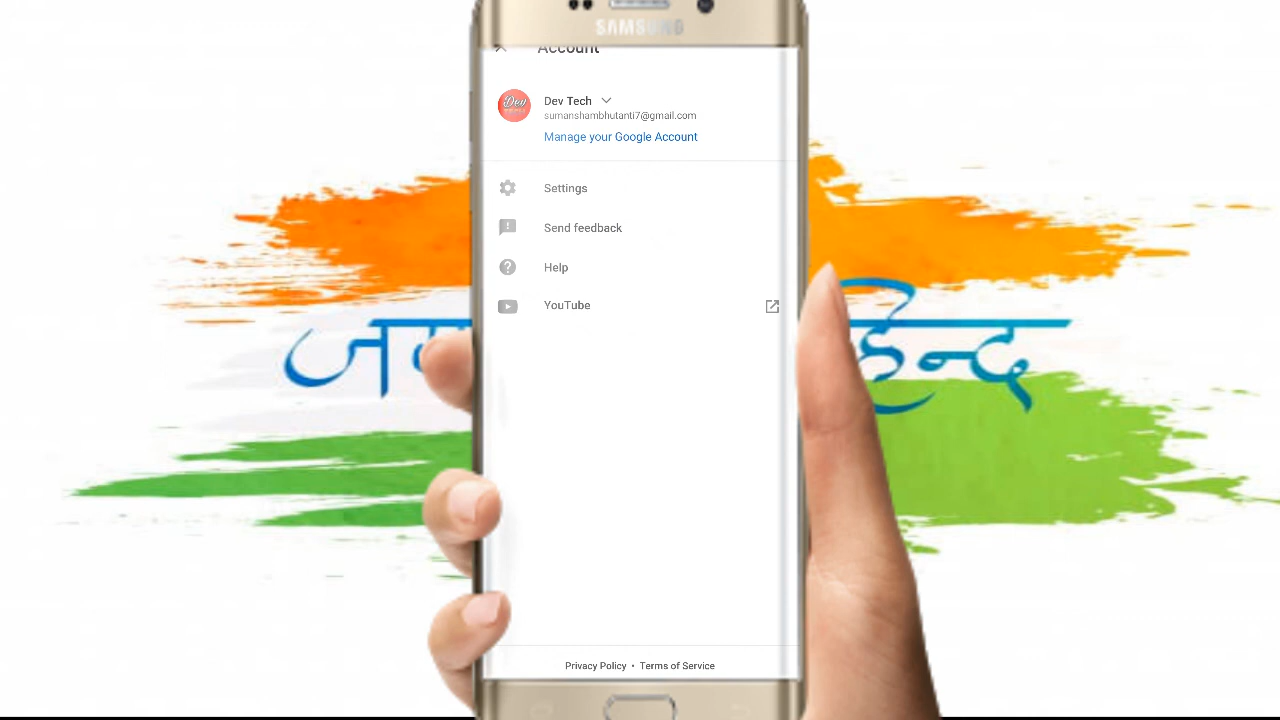 SAMSUNG
Account
Dev
Dev Tech
sumanshambhutanti7@gmail.com
Manage your Google Account
Settings
Send feedback
Help
YouTube
Privacy Policy • Terms of Service
हिन्द